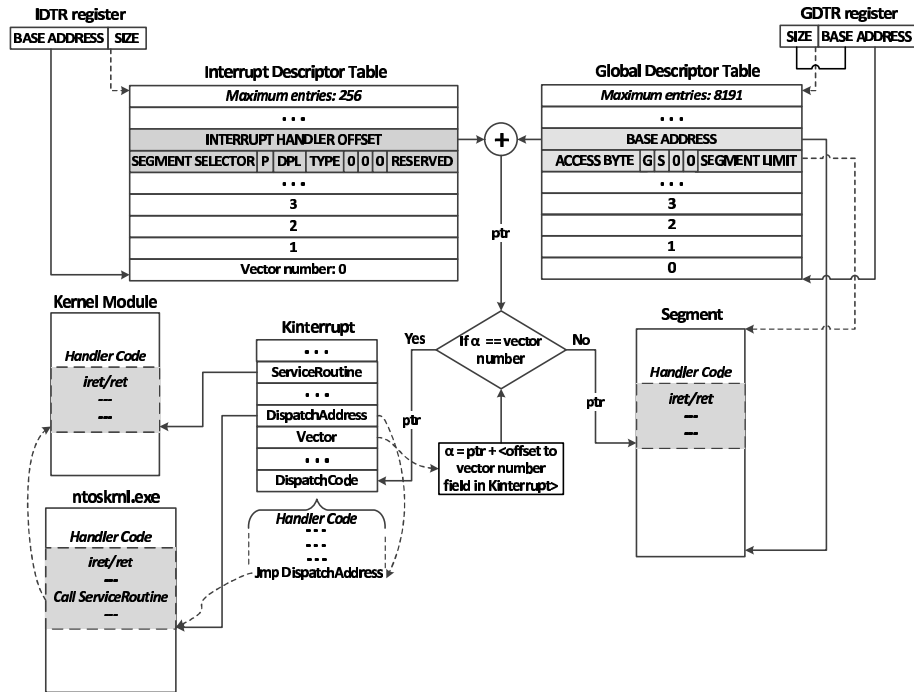 IDTR register
BASE ADDRESS SIZE
GDTR register
SIZE BASE ADDRESS
Interrupt Descriptor Table
Maximum entries: 256
...
INTERRUPT HANDLER OFFSET
SEGMENT SELECTOR P DPL TYPE 0 0 0 RESERVED
...
3
2
1
Vector number: 0
+
ptr
Global Descriptor Table
Maximum entries: 8191
...
BASE ADDRESS
ACCESS BYTE G S 0 0 SEGMENT LIMIT
...
3
2
1
0
Kernel Module
Handler Code
iret/ret
---
---
Kinterrupt
...
ServiceRoutine
...
DispatchAddress
Vector
...
DispatchCode
Handler Code
---
---
---
Jmp DispatchAddress
Yes
ptr
If α == vector
number
No
ptr
α = ptr + <offset to
vector number
field in Kinterrupt>
Segment
Handler Code
iret/ret
---
---
ntoskrnl.exe
Handler Code
iret/ret
---
Call ServiceRoutine
---